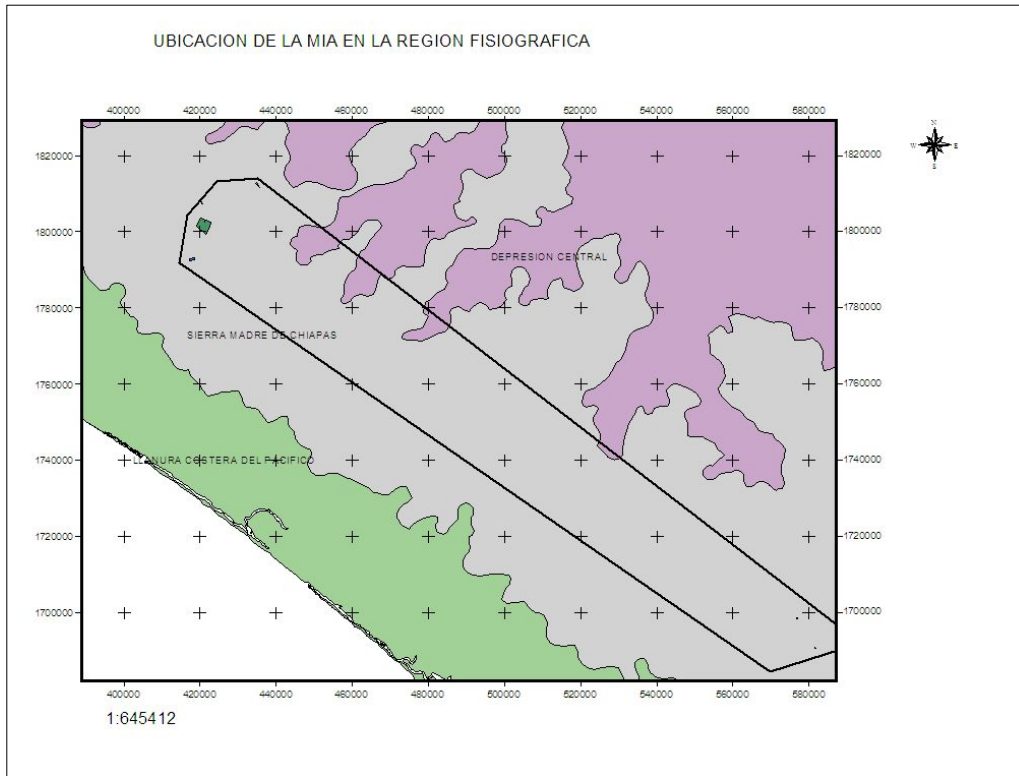 UBICACION DE LA MIA EN LA REGION FISIOGRAFICA
400000 420000 440000 460000 480000 500000 520000 540000 560000 580000
N
W E
S
1820000 1820000
1800000 1800000
DEPRESION CENTRAL
1780000 1780000
SIERRA MADRE DE CHIAPAS
1760000 1760000
LLANURA COSTERA DEL PACIFICO
1740000 1740000
1720000 1720000
1700000 1700000
400000 420000 440000 460000 480000 500000 520000 540000 560000 580000
1:645412